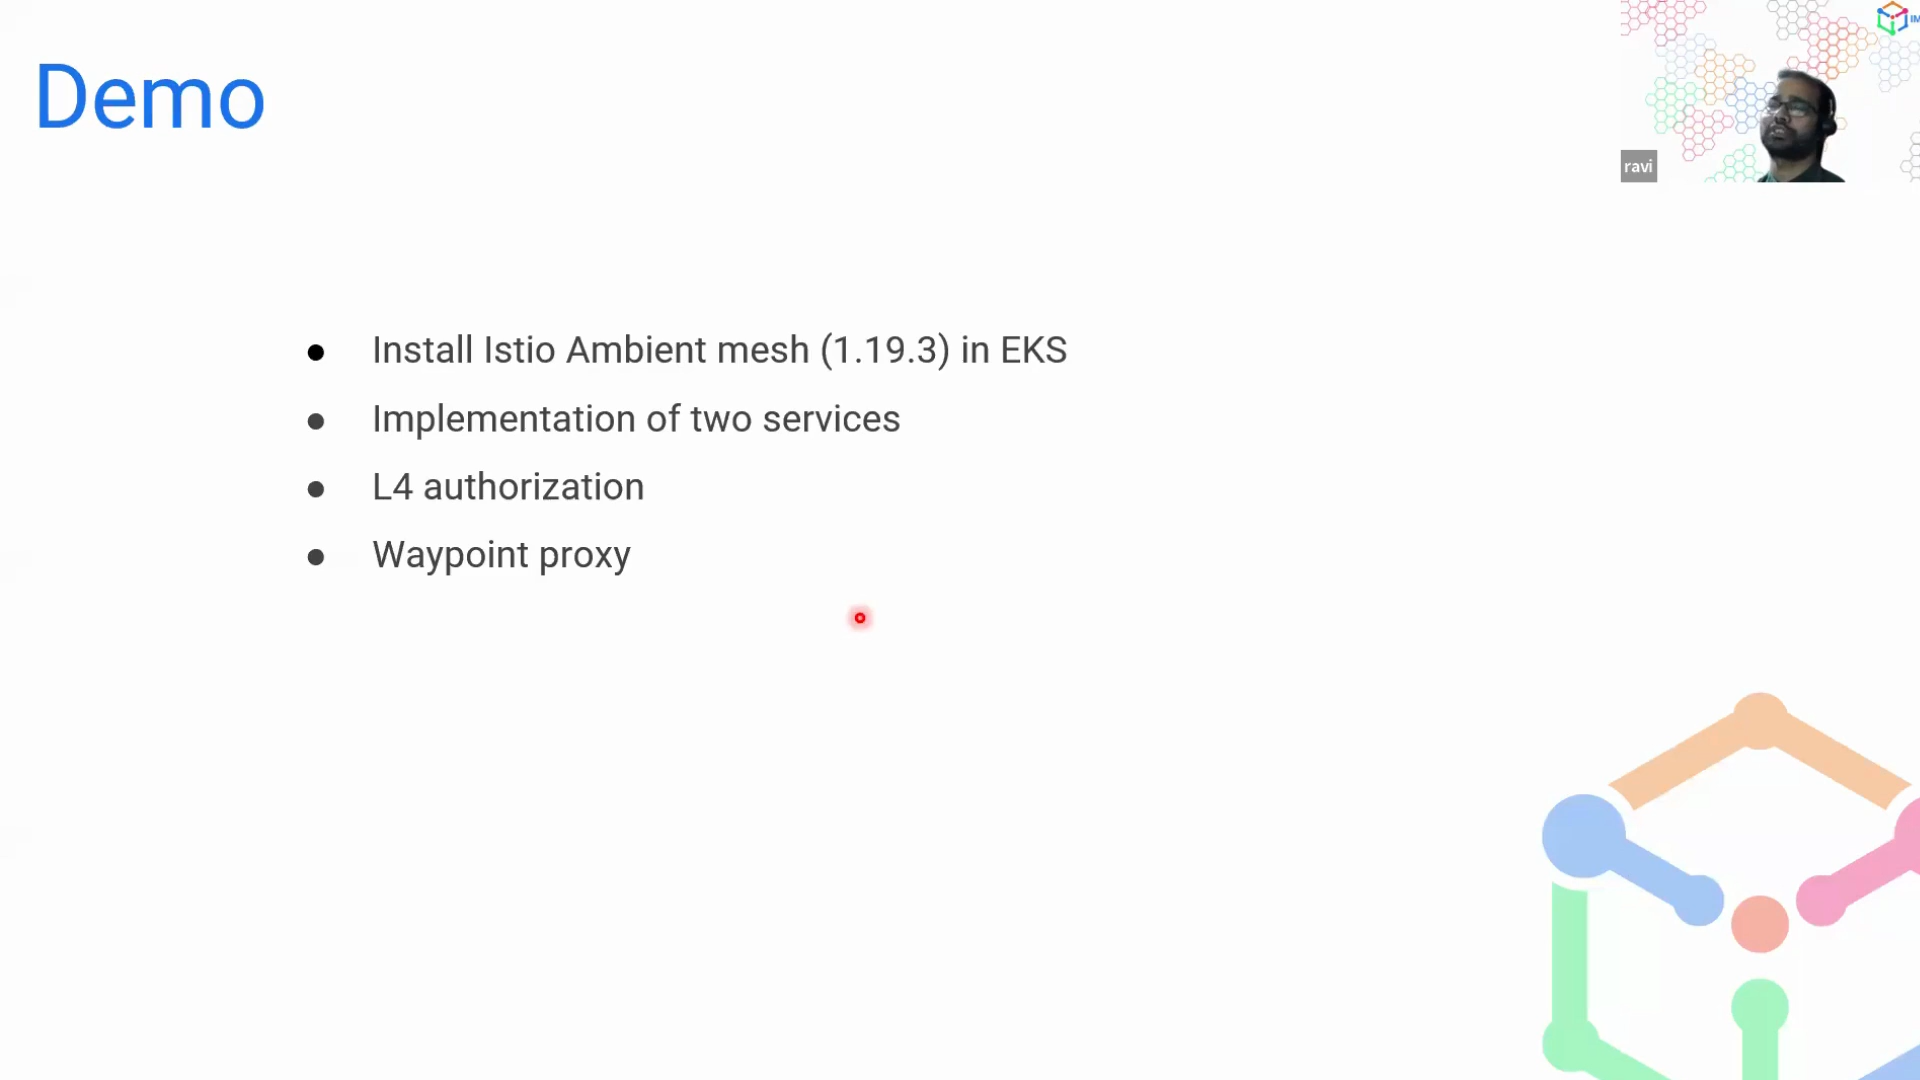 Demo
IM
ravi
● Install Istio Ambient mesh (1.19.3) in EKS
● Implementation of two services
● L4 authorization
● Waypoint proxy